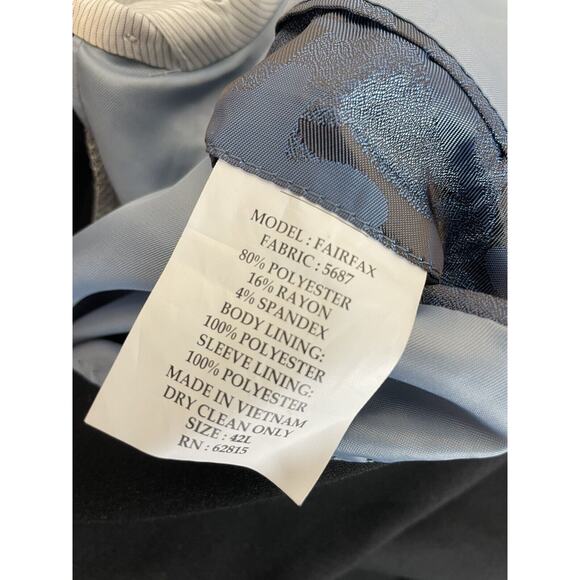 MODEL : FAIRFAX
FABRIC : 5687
80% POLYESTER
16% RAYON
4% SPANDEX
BODY LINING:
100% POLYESTER
SLEEVE LINING:
100% POLYESTER
MADE IN VIETNAM
DRY CLEAN ONLY
SIZE : 42L
RN : 62815